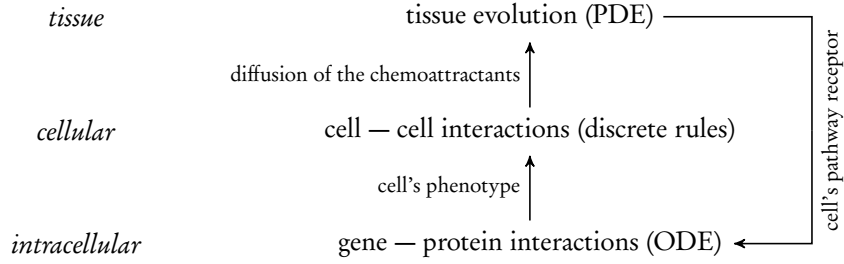 tissue
tissue evolution (PDE)
diffusion of the chemoattractants
cellular
cell — cell interactions (discrete rules)
cell's phenotype
cell's pathway receptor
intracellular
gene — protein interactions (ODE)